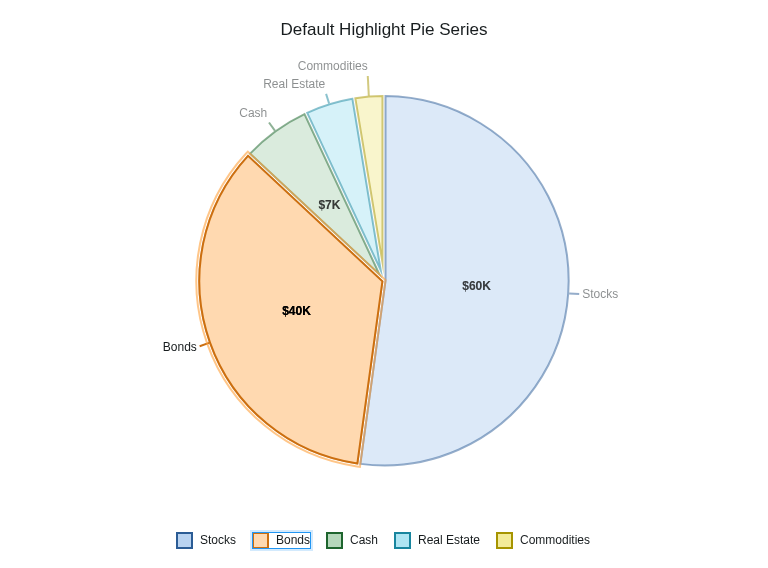 Default Highlight Pie Series
Commodities
Real Estate
Cash
$7K
$60K
Stocks
$40K
Bonds
Stocks Bonds Cash Real Estate Commodities